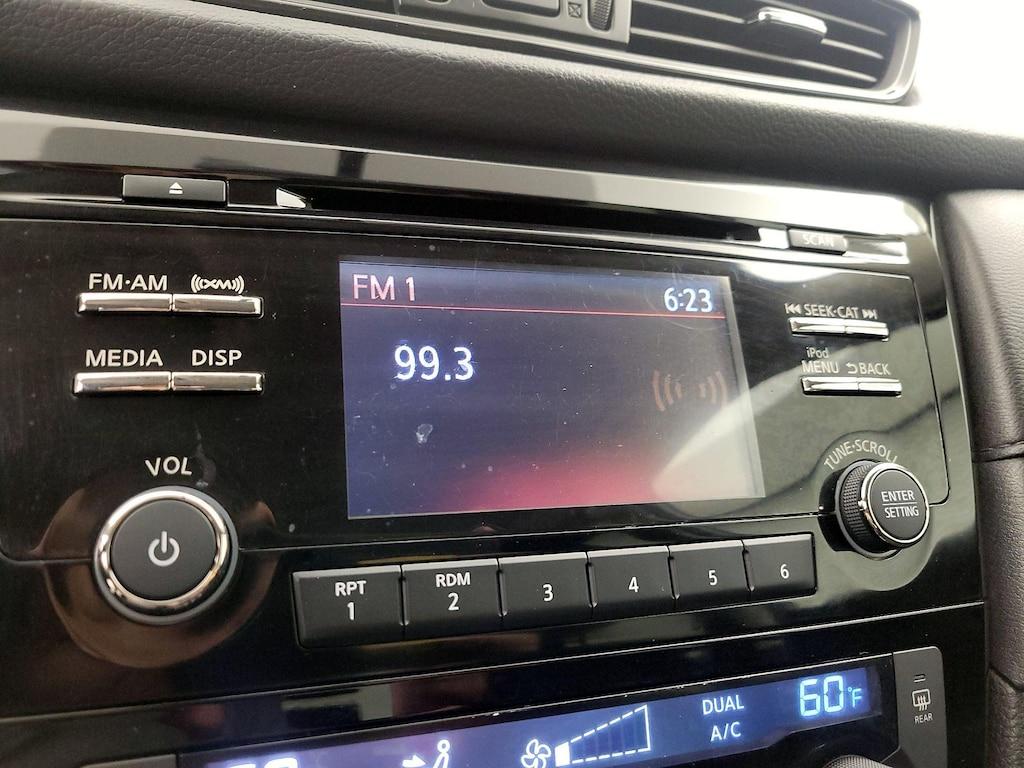 SCAN
FM·AM
((XM))
MEDIA DISP
VOL
FM 1 6:23
99.3
⏮ SEEK·CAT ⏭
iPod
MENU ⮌BACK
TUNE·SCROLL
ENTER
SETTING
RPT
1
RDM
2
3
4
5
6
DUAL
A/C
60°F
REAR